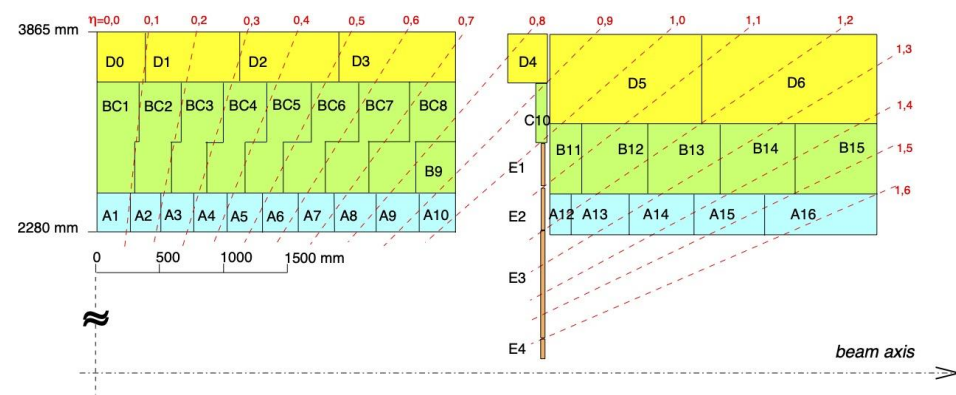 η=0,0 0,1 0,2 0,3 0,4 0,5 0,6 0,7 0,8 0,9 1,0 1,1 1,2
3865 mm
1,3
D0 D1 D2 D3 D4 D5 D6
BC1 BC2 BC3 BC4 BC5 BC6 BC7 BC8 C10 1,4
B9 E1 B11 B12 B13 B14 B15 1,5
1,6
A1 A2 A3 A4 A5 A6 A7 A8 A9 A10 E2 A12 A13 A14 A15 A16
2280 mm
0 500 1000 1500 mm
E3
E4
beam axis